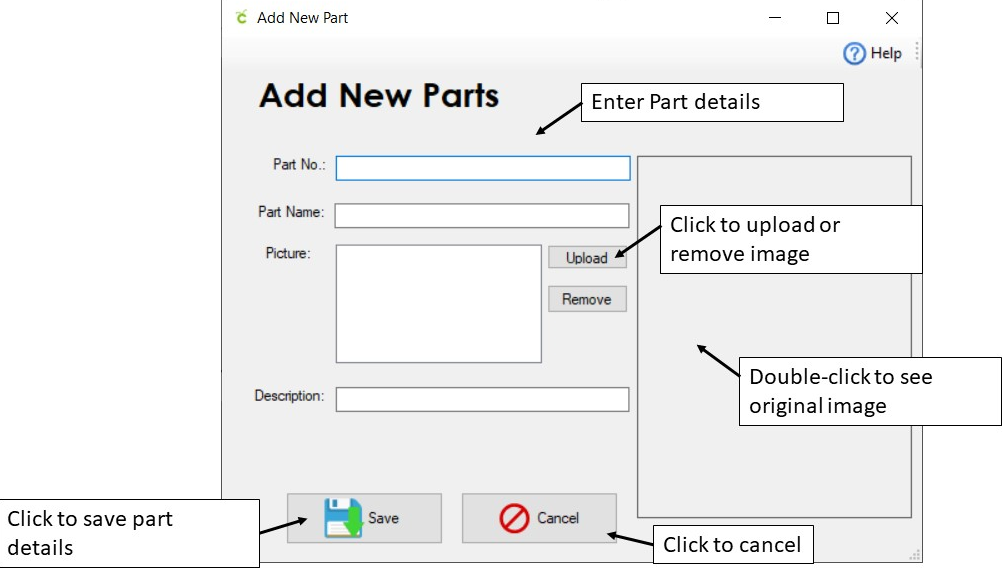 Add New Part
Help
Add New Parts
Enter Part details
Part No.:
Part Name:
Click to upload or
remove image
Picture:
Upload
Remove
Double-click to see
original image
Description:
Click to save part
details
Save
Cancel
Click to cancel